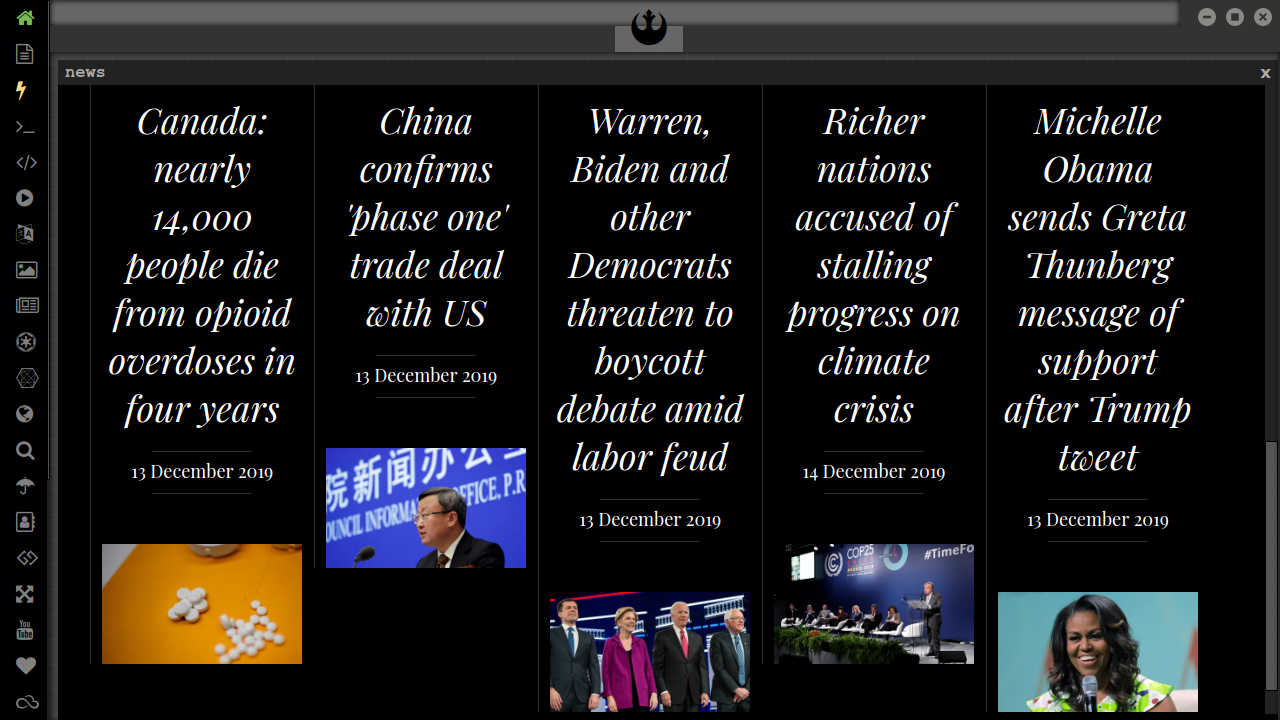 news
x
Canada:
nearly
14,000
people die
from opioid
overdoses in
four years
13 December 2019
China
confirms
'phase one'
trade deal
with US
13 December 2019
院新闻办公
OUNCIL INFORMA
OFFICE, P.R
Warren,
Biden and
other
Democrats
threaten to
boycott
debate amid
labor feud
13 December 2019
Richer
nations
accused of
stalling
progress on
climate
crisis
14 December 2019
COP25
#TimeFo
Michelle
Obama
sends Greta
Thunberg
message of
support
after Trump
tweet
13 December 2019
You
Tube